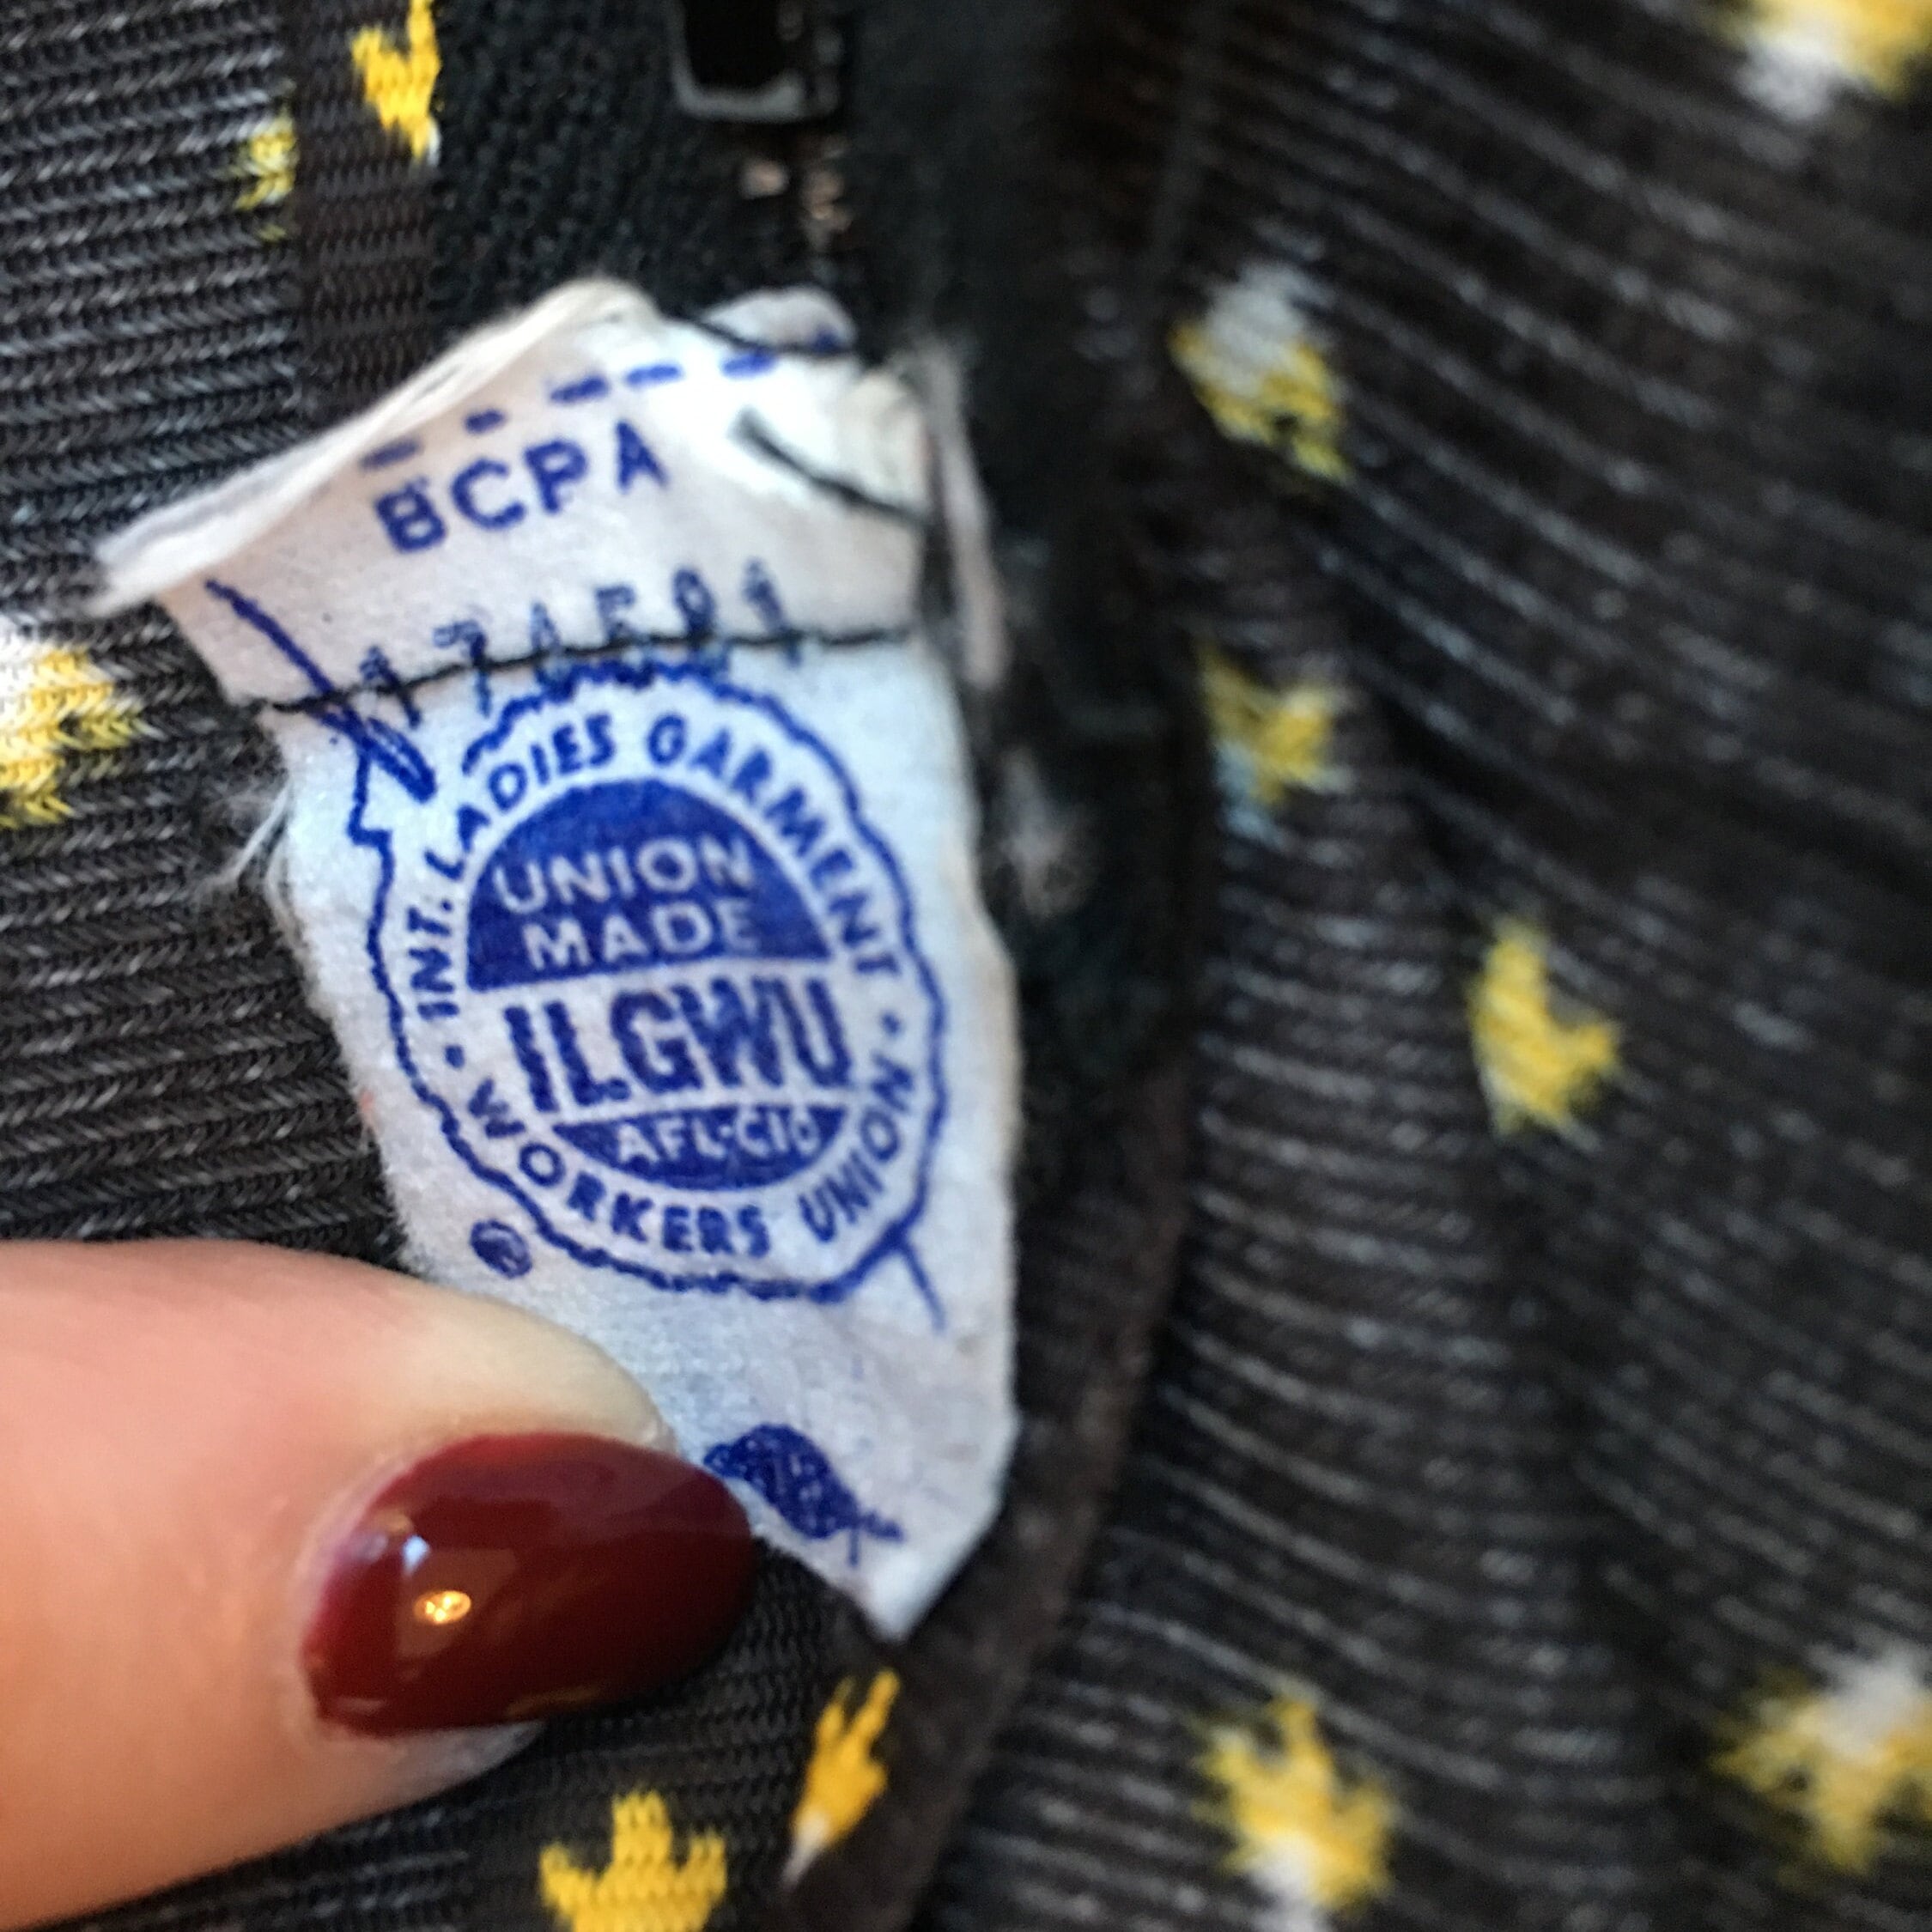 BCPA
INT. LADIES GARMENT
UNION
MADE
ILGWU
AFL-CIO
WORKERS UNION
®